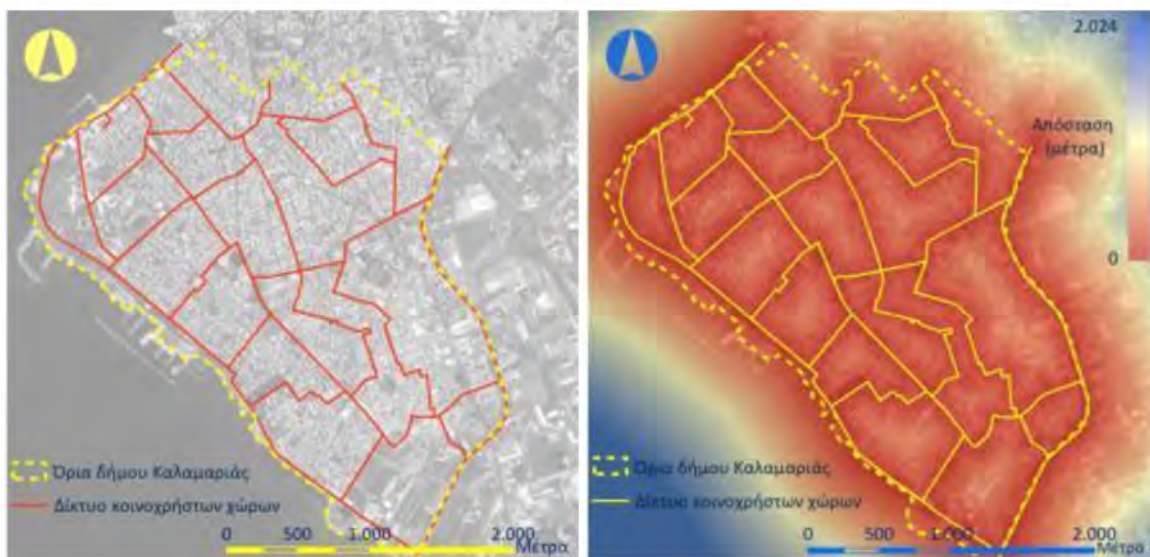 Όρια δήμου Καλαμαριάς
Δίκτυο κοινοχρήστων χώρων
0 500 1.000 2.000
Μέτρα
2.024
Απόσταση
(μέτρα)
0
Όρια δήμου Καλαμαριάς
Δίκτυο κοινοχρήστων χώρων
0 500 1.000 2.000
Μέτρα